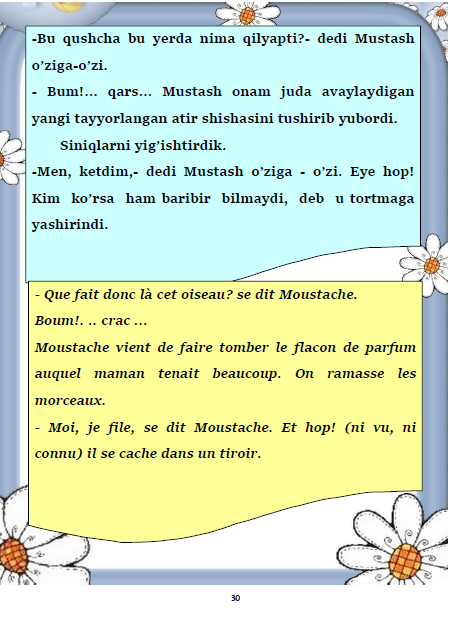 -Bu qushcha bu yerda nima qilyapti?- dedi Mustash
o’ziga-o’zi.
- Bum!... qars... Mustash onam juda avaylaydigan
yangi tayyorlangan atir shishasini tushirib yubordi.
Siniqlarni yig’ishtirdik.
-Men, ketdim,- dedi Mustash o’ziga - o’zi. Eye hop!
Kim ko’rsa ham baribir bilmaydi, deb u tortmaga
yashirindi.
- Que fait donc là cet oiseau? se dit Moustache.
Boum!. .. crac ...
Moustache vient de faire tomber le flacon de parfum
auquel maman tenait beaucoup. On ramasse les
morceaux.
- Moi, je file, se dit Moustache. Et hop! (ni vu, ni
connu) il se cache dans un tiroir.
30